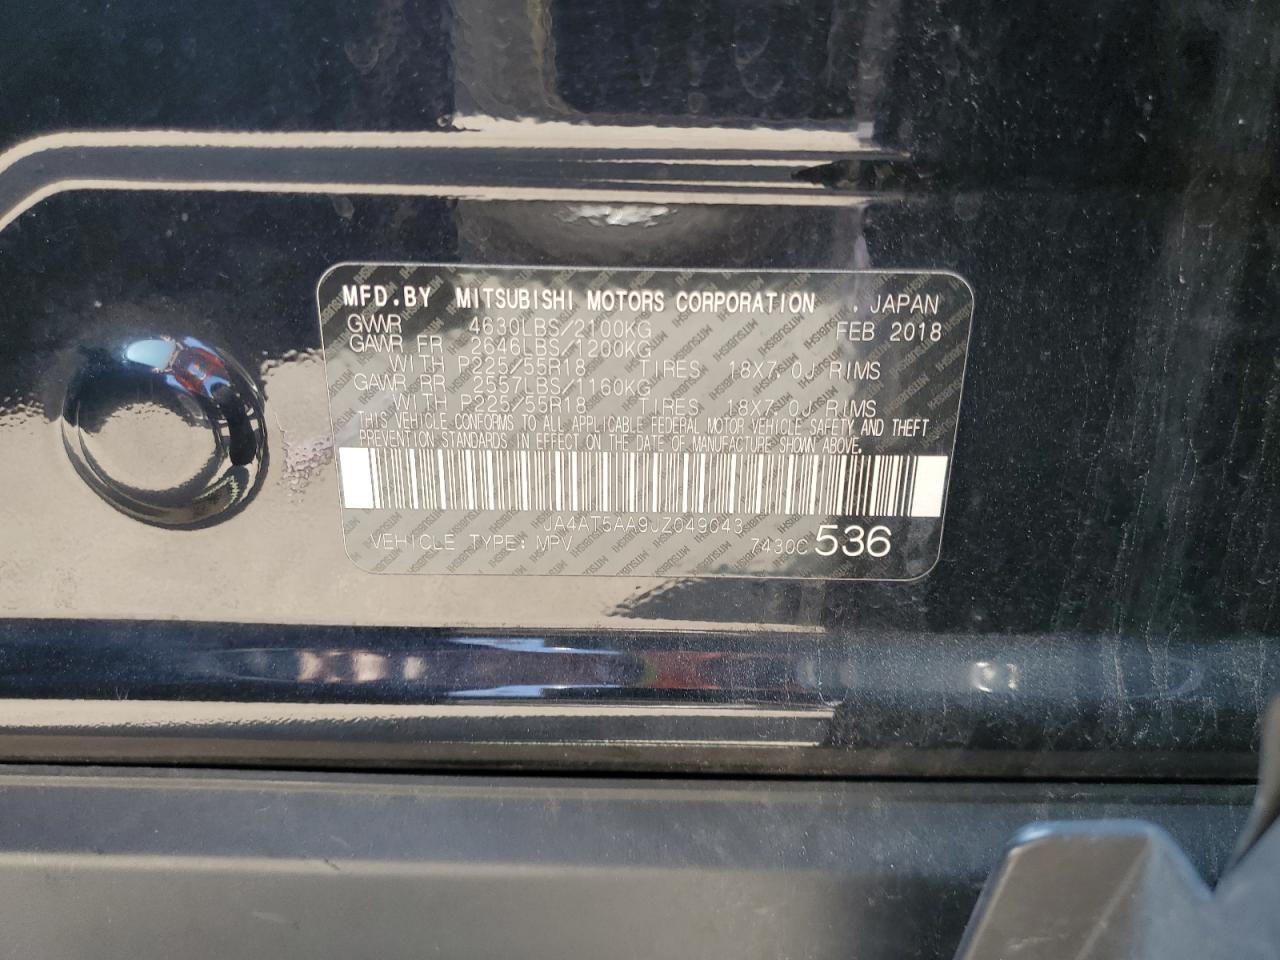 MFD.BY MITSUBISHI MOTORS CORPORATION , JAPAN
GVWR 4630LBS/2100KG FEB 2018
GAWR FR 2646LBS/1200KG
WITH P225/55R18 TIRES 18X7.0J RIMS
GAWR RR 2557LBS/1160KG
WITH P225/55R18 TIRES 18X7.0J RIMS
THIS VEHICLE CONFORMS TO ALL APPLICABLE FEDERAL MOTOR VEHICLE SAFETY AND THEFT
PREVENTION STANDARDS IN EFFECT ON THE DATE OF MANUFACTURE SHOWN ABOVE.
JA4AT5AA9JZ049043
VEHICLE TYPE: MPV 7430C 536